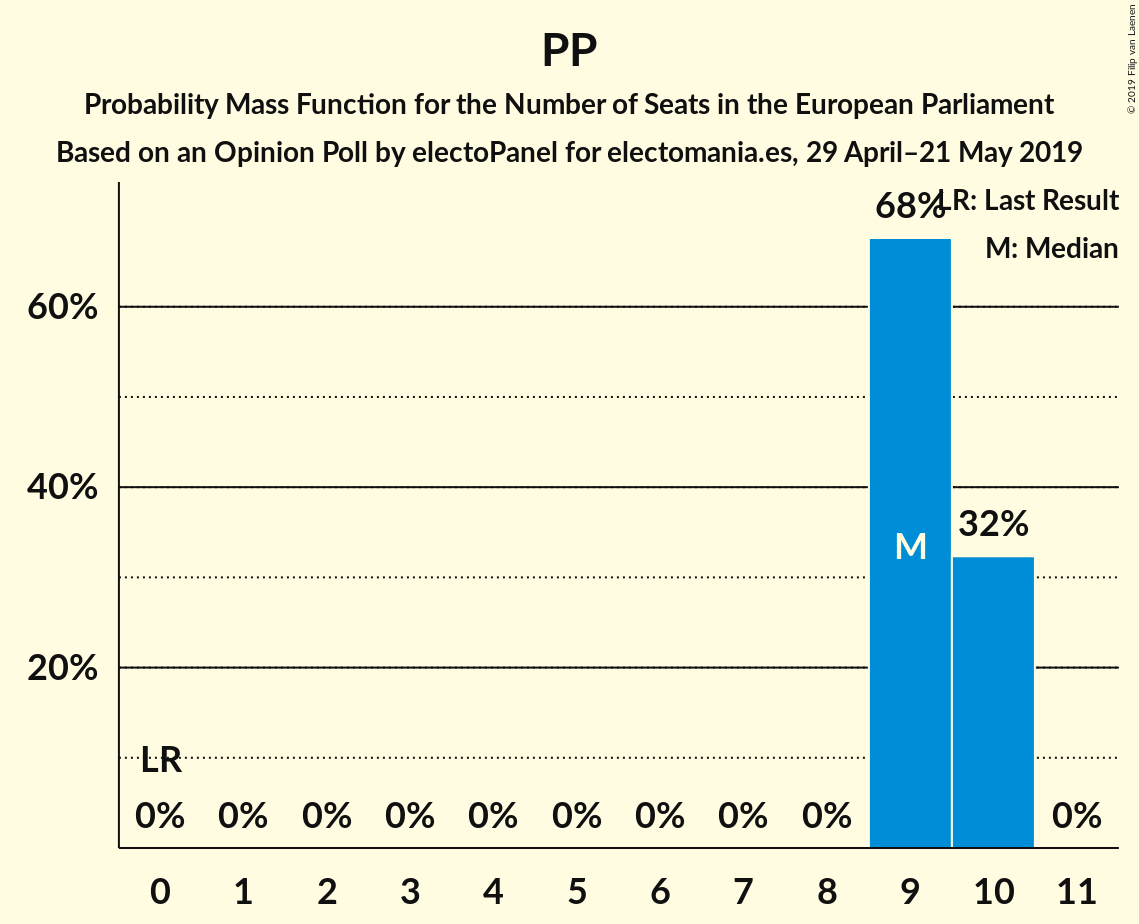 PP
Probability Mass Function for the Number of Seats in the European Parliament
Based on an Opinion Poll by electoPanel for electomania.es, 29 April–21 May 2019
© 2019 Filip van Laenen
LR: Last Result
M: Median
68%
60%
40%
32%
M
20%
LR
0% 0% 0% 0% 0% 0% 0% 0% 0% 0%
0 1 2 3 4 5 6 7 8 9 10 11